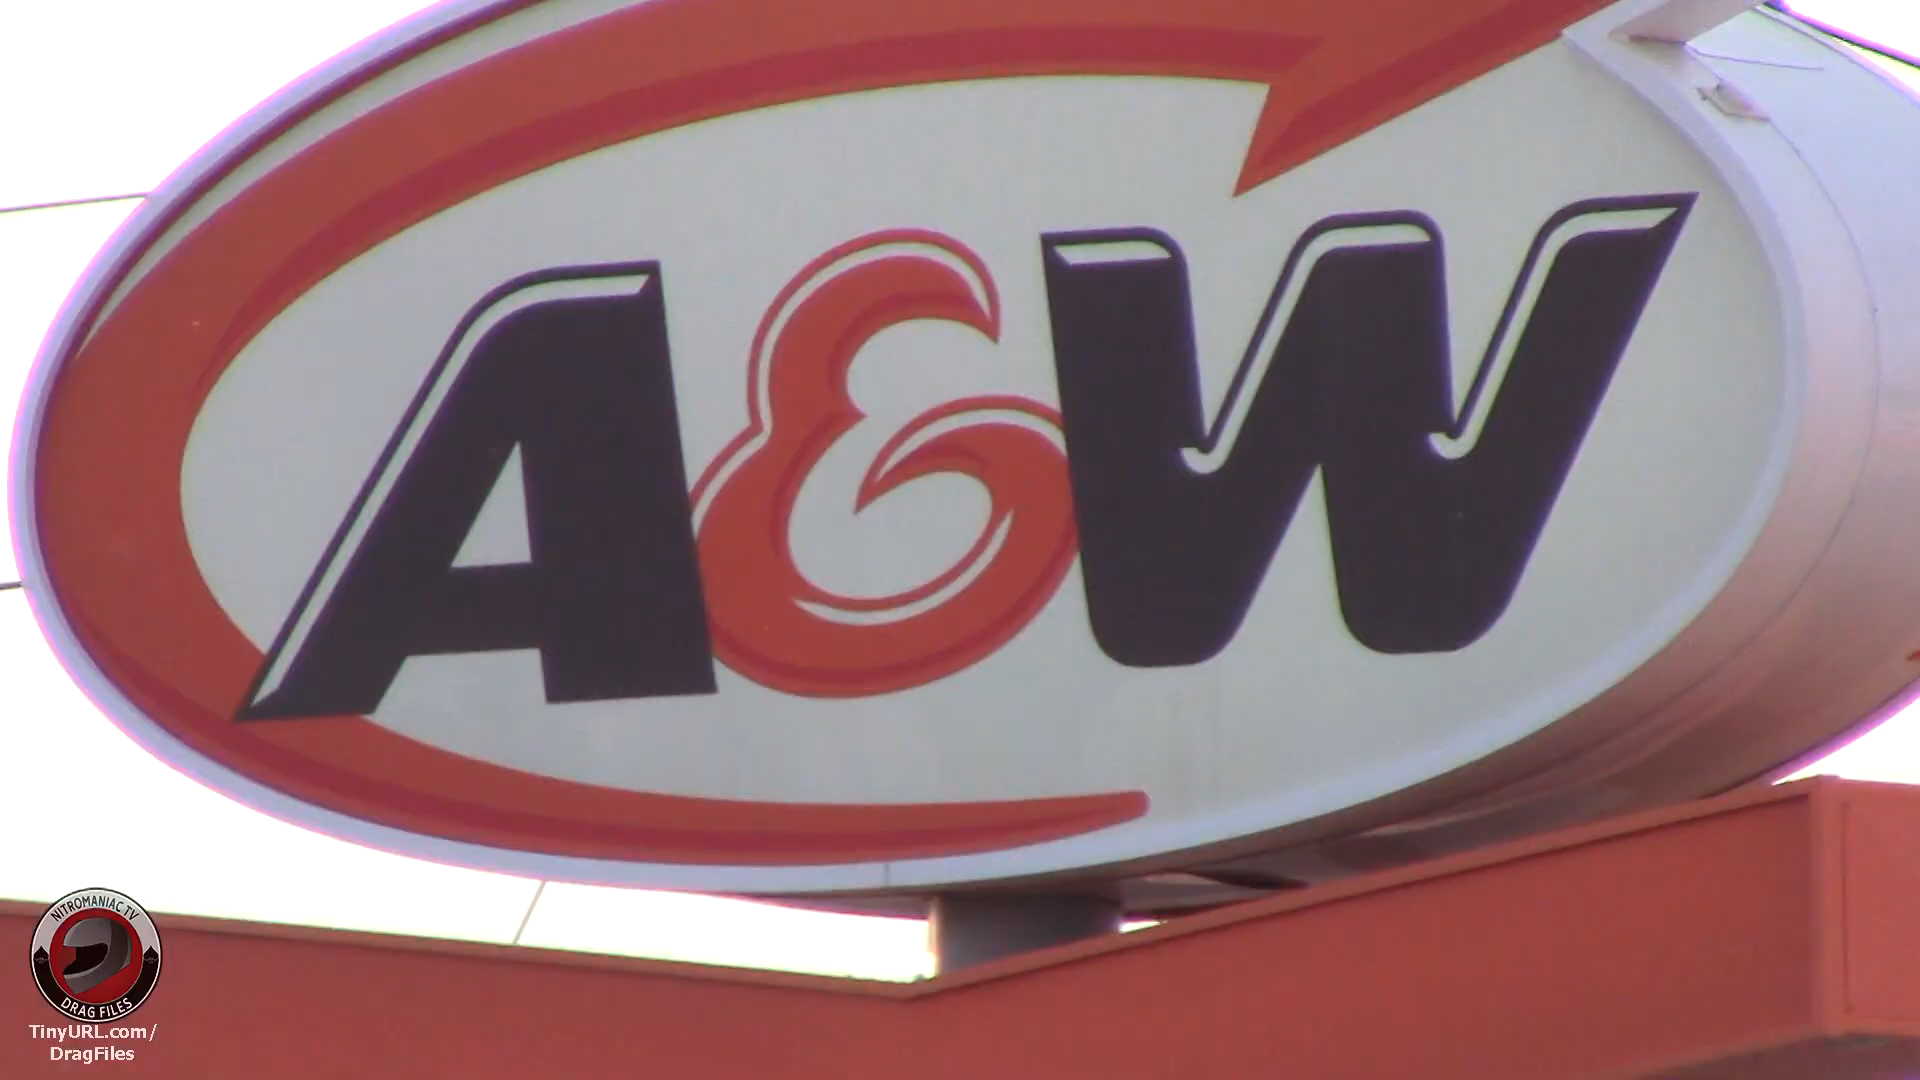 A&W
NITROMANIAC TV
DRAG FILES
TinyURL.com/
DragFiles